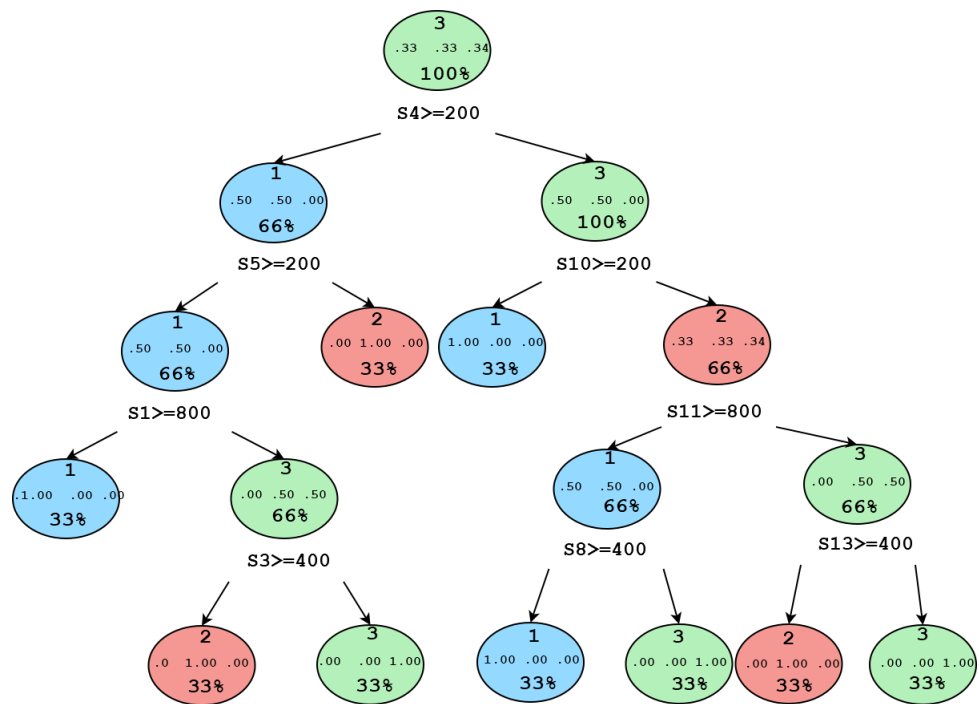 3
.33 .33 .34
100%
S4>=200
1
.50 .50 .00
66%
3
.50 .50 .00
100%
S5>=200
S10>=200
1
.50 .50 .00
66%
2
.00 1.00 .00
33%
1
1.00 .00 .00
33%
2
.33 .33 .34
66%
S1>=800
S11>=800
1
.1.00 .00 .00
33%
3
.00 .50 .50
66%
1
.50 .50 .00
66%
3
.00 .50 .50
66%
S3>=400
S8>=400
S13>=400
2
.0 1.00 .00
33%
3
.00 .00 1.00
33%
1
1.00 .00 .00
33%
3
.00 .00 1.00
33%
2
.00 1.00 .00
33%
3
.00 .00 1.00
33%